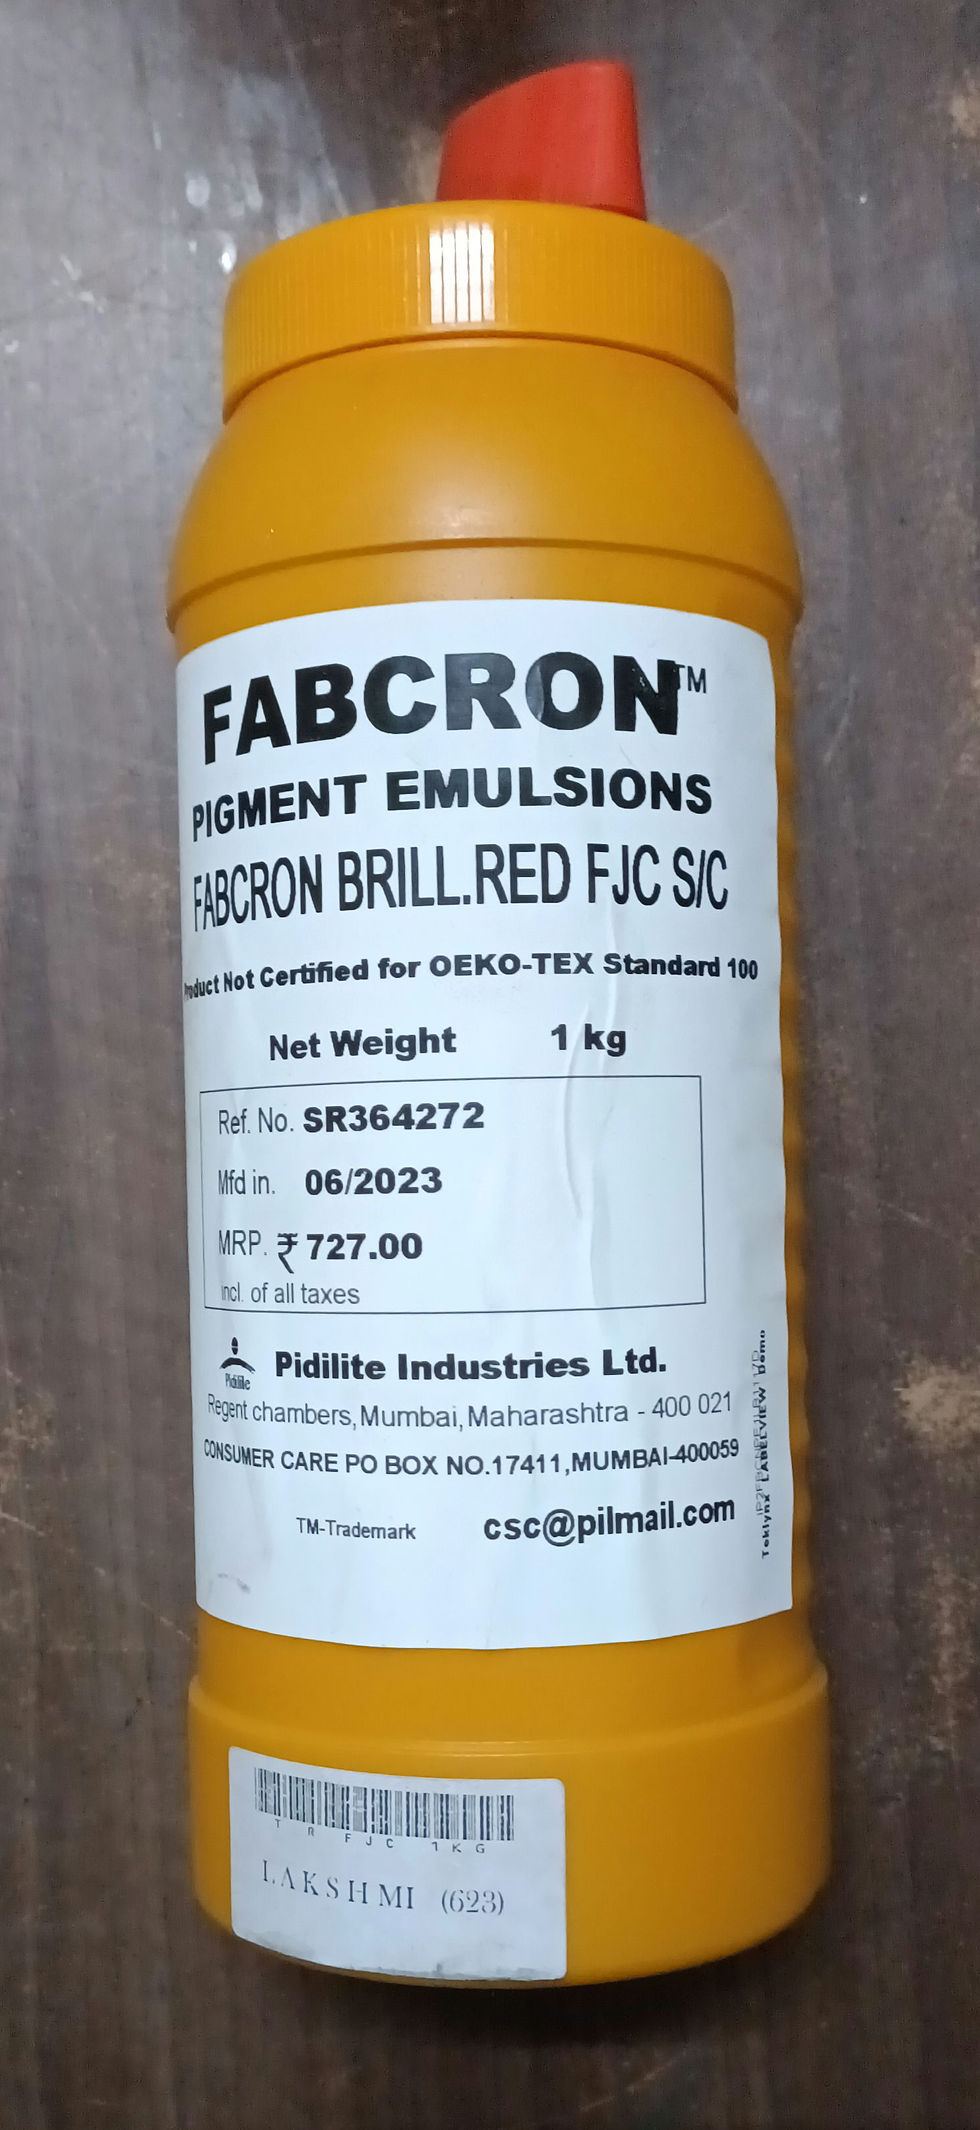 FABCRON™
PIGMENT EMULSIONS
FABCRON BRILL.RED FJC S/C
Product Not Certified for OEKO-TEX Standard 100
Net Weight 1 kg
Ref. No. SR364272
Mfd in. 06/2023
MRP. ₹ 727.00
incl. of all taxes
Pidilite
Pidilite Industries Ltd.
Regent chambers, Mumbai, Maharashtra - 400 021
CONSUMER CARE PO BOX NO.17411,MUMBAI-400059
TM-Trademark csc@pilmail.com
Teklynx LABELVIEW Demo
T R FJC 1KG
LAKSHMI (623)